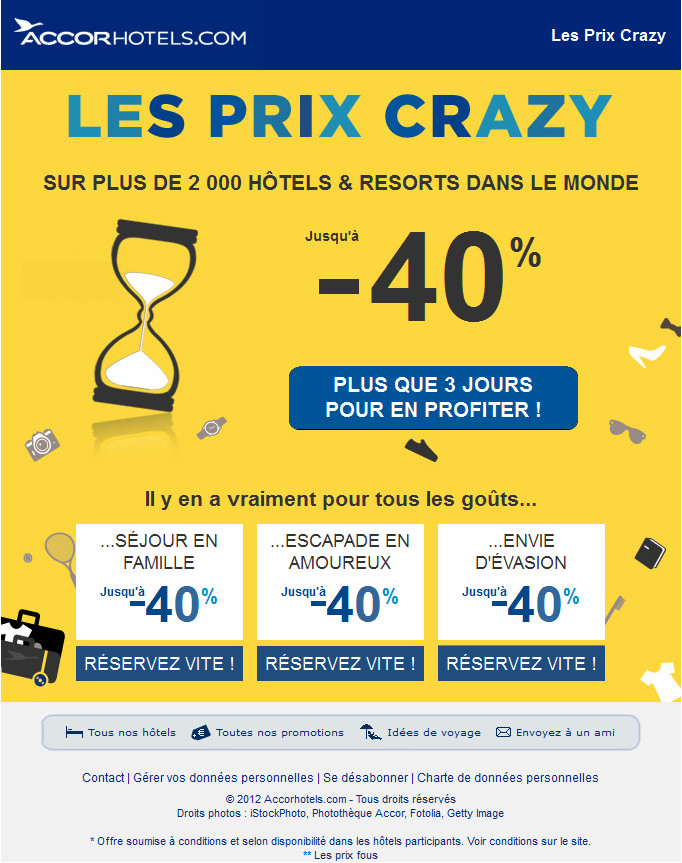 ACCORHOTELS.COM
Les Prix Crazy
LES PRIX CRAZY
SUR PLUS DE 2 000 HÔTELS & RESORTS DANS LE MONDE
Jusqu'à
-40%
PLUS QUE 3 JOURS
POUR EN PROFITER !
Il y en a vraiment pour tous les goûts...
...SÉJOUR EN
FAMILLE
Jusqu'à
-40%
RÉSERVEZ VITE !
...ESCAPADE EN
AMOUREUX
Jusqu'à
-40%
RÉSERVEZ VITE !
...ENVIE
D'ÉVASION
Jusqu'à
-40%
RÉSERVEZ VITE !
Tous nos hôtels Toutes nos promotions Idées de voyage Envoyez à un ami
Contact | Gérer vos données personnelles | Se désabonner | Charte de données personnelles
© 2012 Accorhotels.com - Tous droits réservés
Droits photos : iStockPhoto, Photothèque Accor, Fotolia, Getty Image
* Offre soumise à conditions et selon disponibilité dans les hôtels participants. Voir conditions sur le site.
** Les prix fous